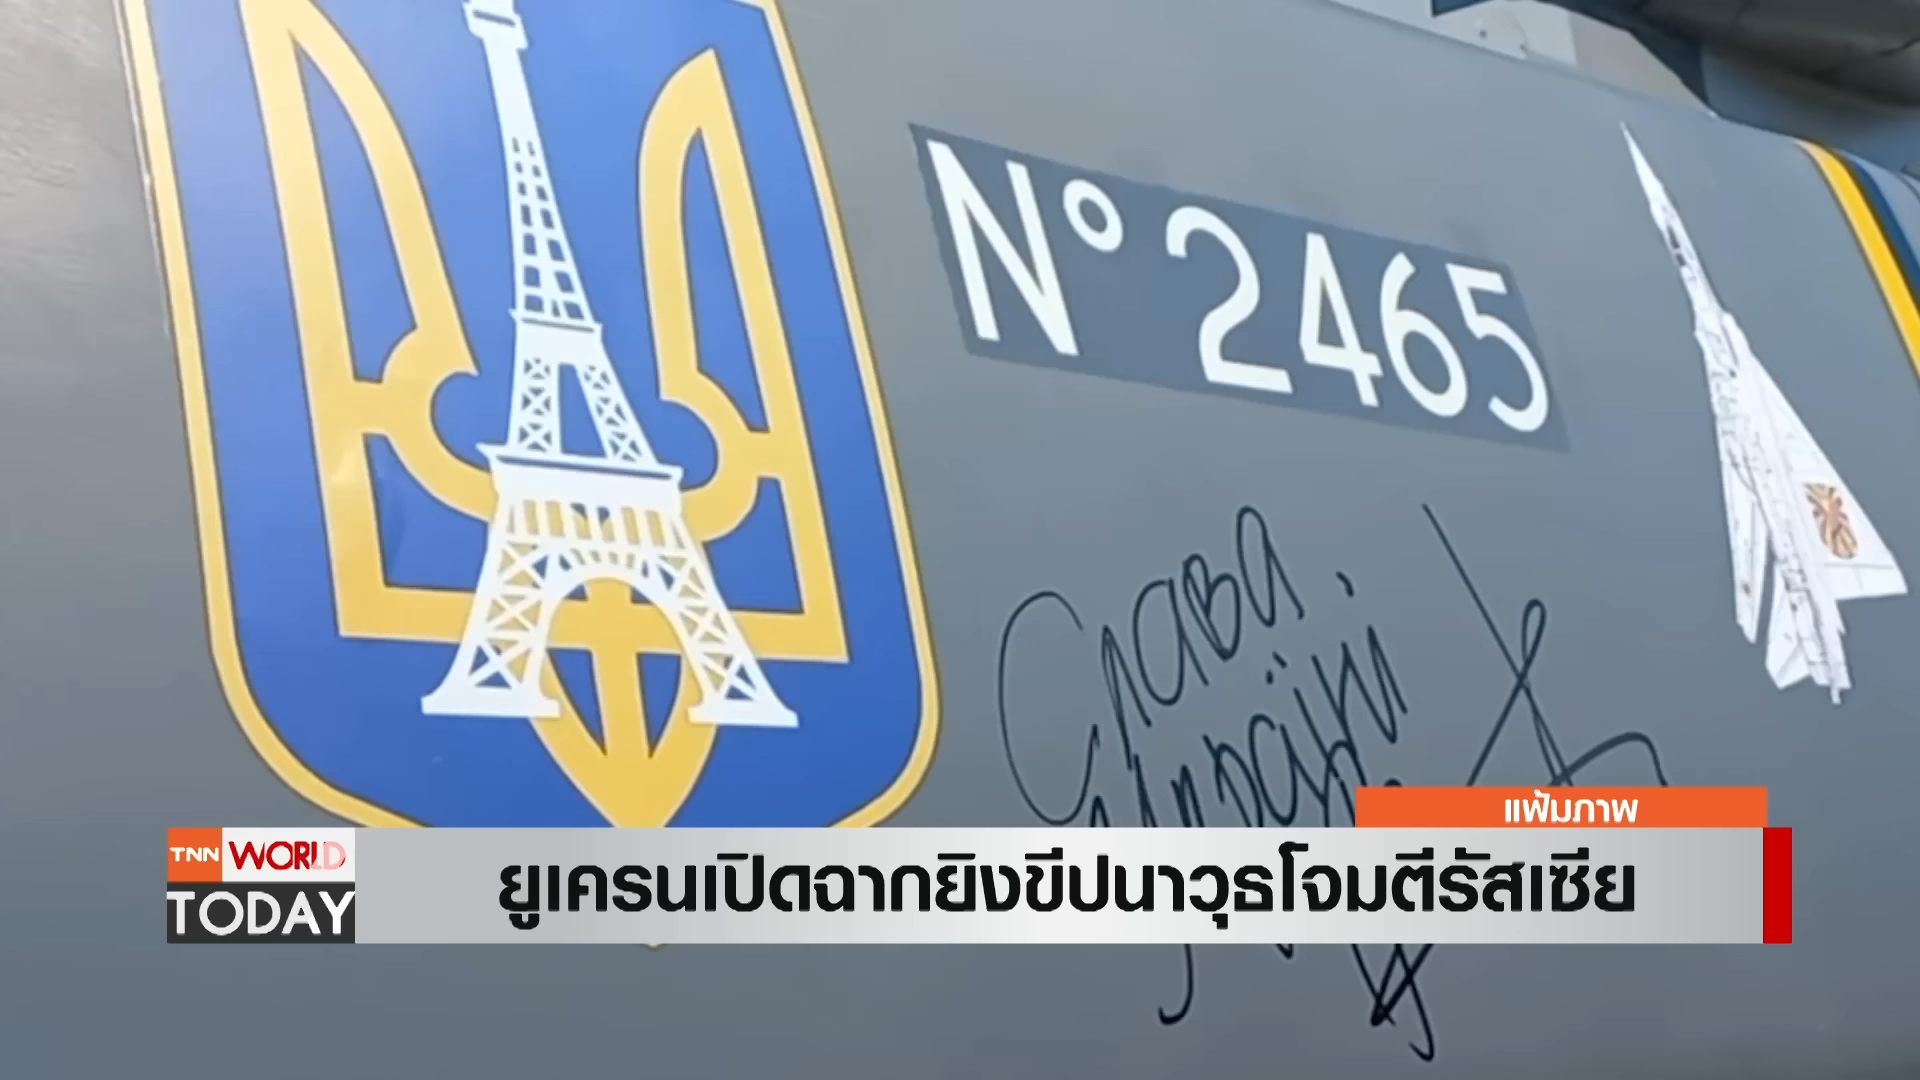 N° 2465
Слава
Україні
แฟ้มภาพ
TNN WORLD
TODAY
ยูเครนเปิดฉากยิงขีปนาวุธโจมตีรัสเซีย